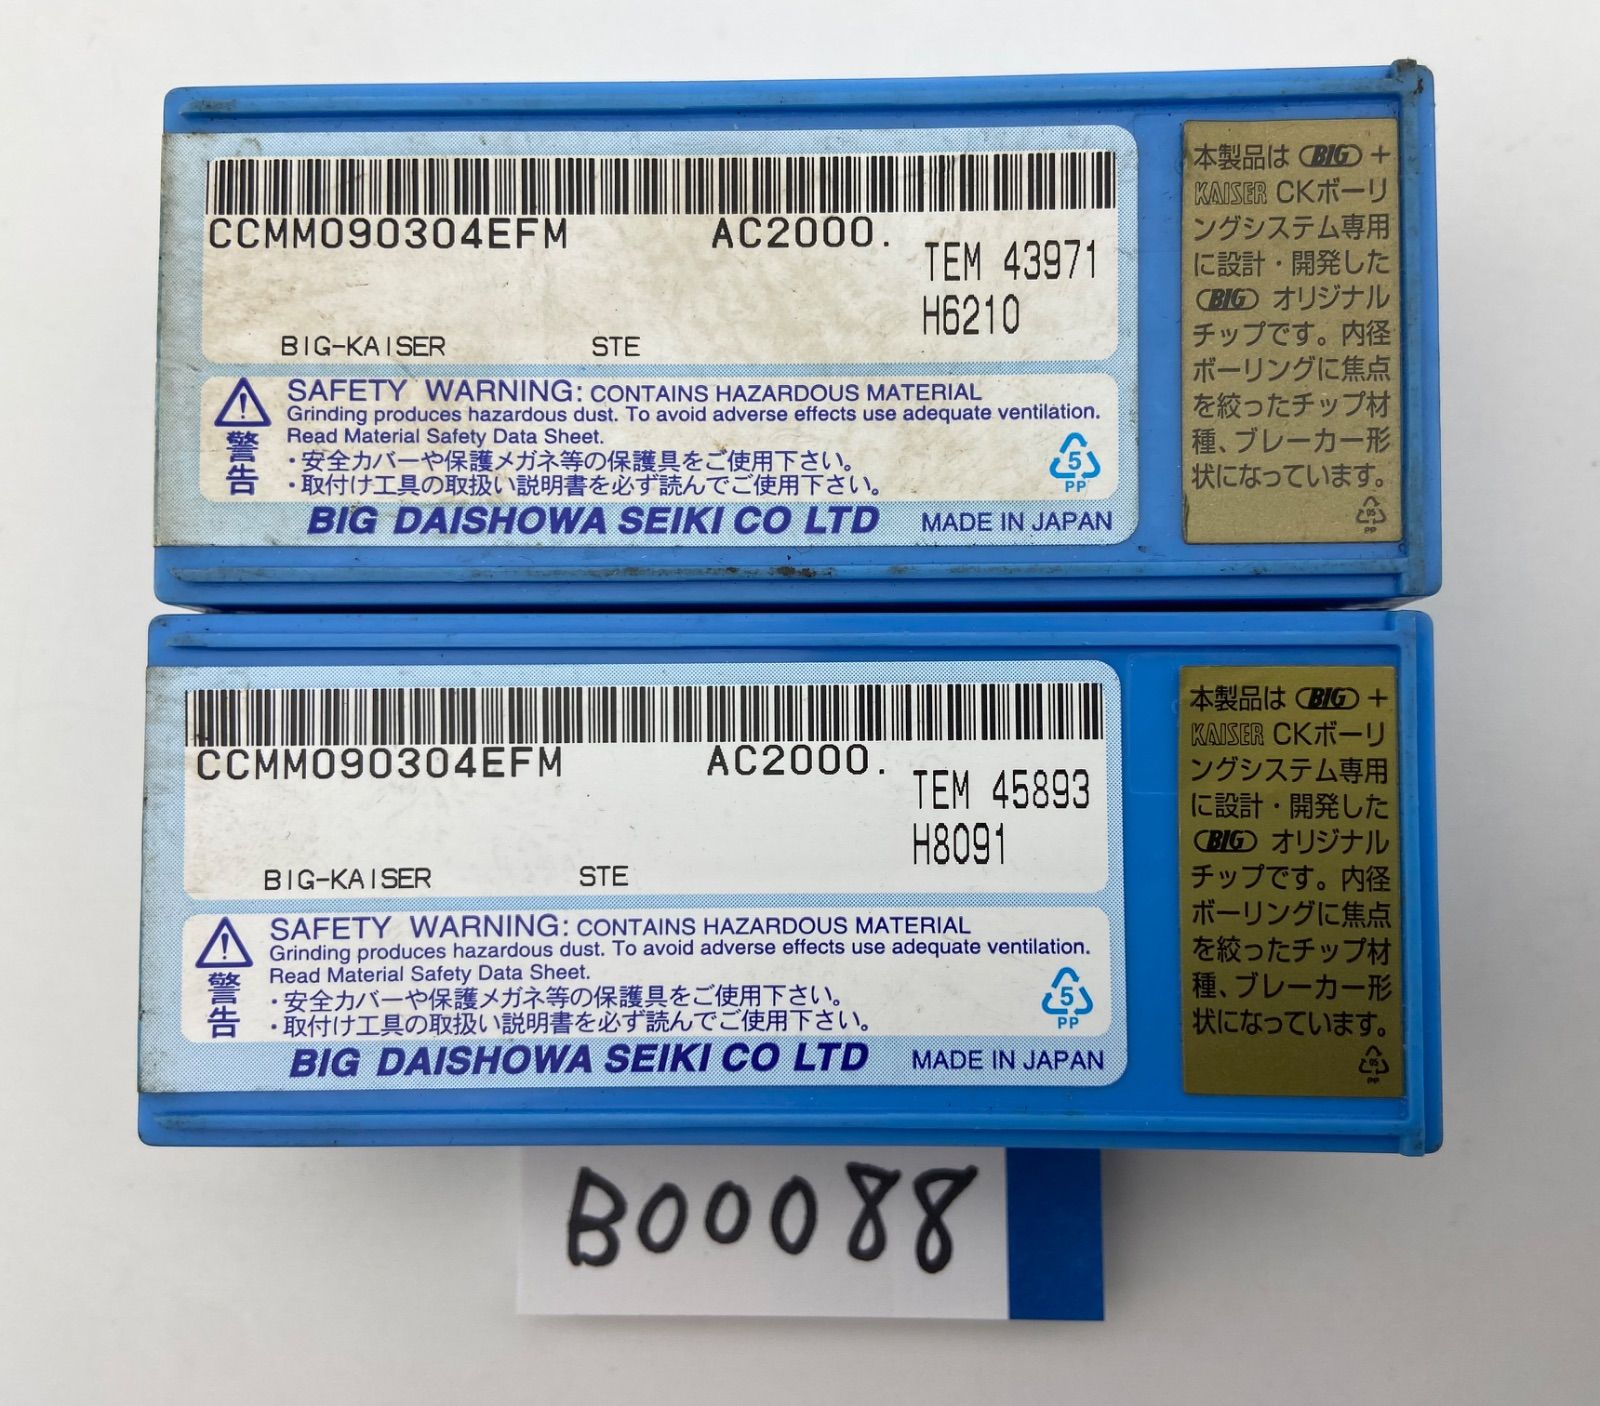 CCMM090304EFM AC2000.
TEM 43971
H6210
BIG-KAISER STE
SAFETY WARNING: CONTAINS HAZARDOUS MATERIAL
Grinding produces hazardous dust. To avoid adverse effects use adequate ventilation.
Read Material Safety Data Sheet.
警告
・安全カバーや保護メガネ等の保護具をご使用下さい。
・取付け工具の取扱い説明書を必ず読んでご使用下さい。
5
PP
BIG DAISHOWA SEIKI CO LTD MADE IN JAPAN
本製品は BIG +
KAISER CKボーリ
ングシステム専用
に設計・開発した
BIG オリジナル
チップです。内径
ボーリングに焦点
を絞ったチップ材
種、ブレーカー形
状になっています。
05
PP
CCMM090304EFM AC2000.
TEM 45893
H8091
BIG-KAISER STE
SAFETY WARNING: CONTAINS HAZARDOUS MATERIAL
Grinding produces hazardous dust. To avoid adverse effects use adequate ventilation.
Read Material Safety Data Sheet.
警告
・安全カバーや保護メガネ等の保護具をご使用下さい。
・取付け工具の取扱い説明書を必ず読んでご使用下さい。
5
PP
BIG DAISHOWA SEIKI CO LTD MADE IN JAPAN
本製品は BIG +
KAISER CKボーリ
ングシステム専用
に設計・開発した
BIG オリジナル
チップです。内径
ボーリングに焦点
を絞ったチップ材
種、ブレーカー形
状になっています。
05
PP
B00088